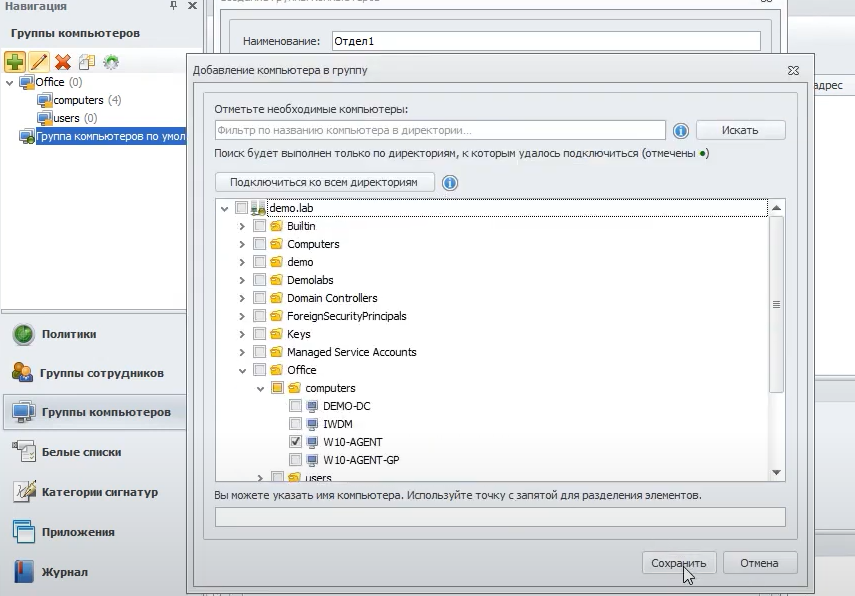 Навигация
Группы компьютеров
Office (0)
computers (4)
users (0)
Группа компьютеров по умол
Политики
Группы сотрудников
Группы компьютеров
Белые списки
Категории сигнатур
Приложения
Журнал
Наименование: Отдел1
адрес
Добавление компьютера в группу
Отметьте необходимые компьютеры:
Фильтр по названию компьютера в директории...
Искать
Поиск будет выполнен только по директориям, к которым удалось подключиться (отмечены ●)
Подключиться ко всем директориям
demo.lab
Builtin
Computers
demo
Demolabs
Domain Controllers
ForeignSecurityPrincipals
Keys
Managed Service Accounts
Office
computers
DEMO-DC
IWDM
W10-AGENT
W10-AGENT-GP
users
Вы можете указать имя компьютера. Используйте точку с запятой для разделения элементов.
Сохранить
Отмена